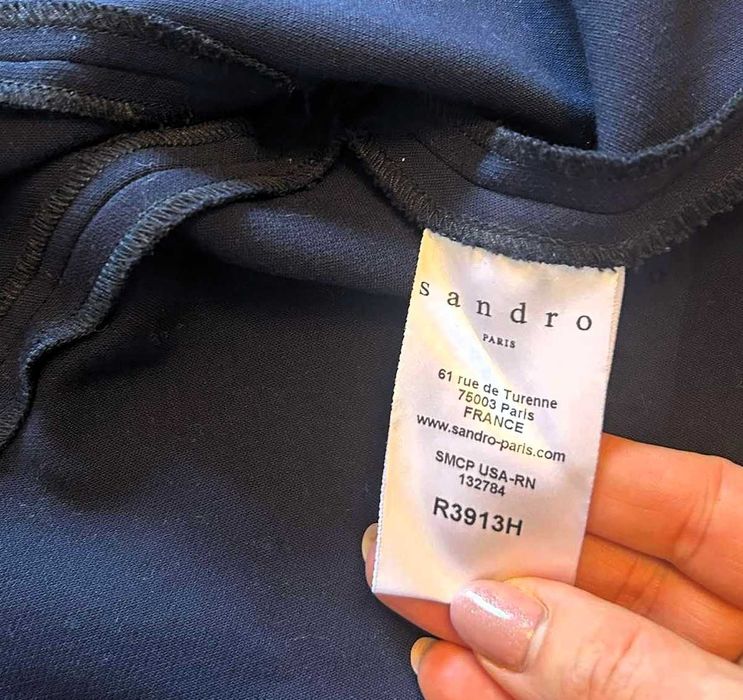 sandro
PARIS
61 rue de Turenne
75003 Paris
FRANCE
www.sandro-paris.com
SMCP USA-RN
132784
R3913H